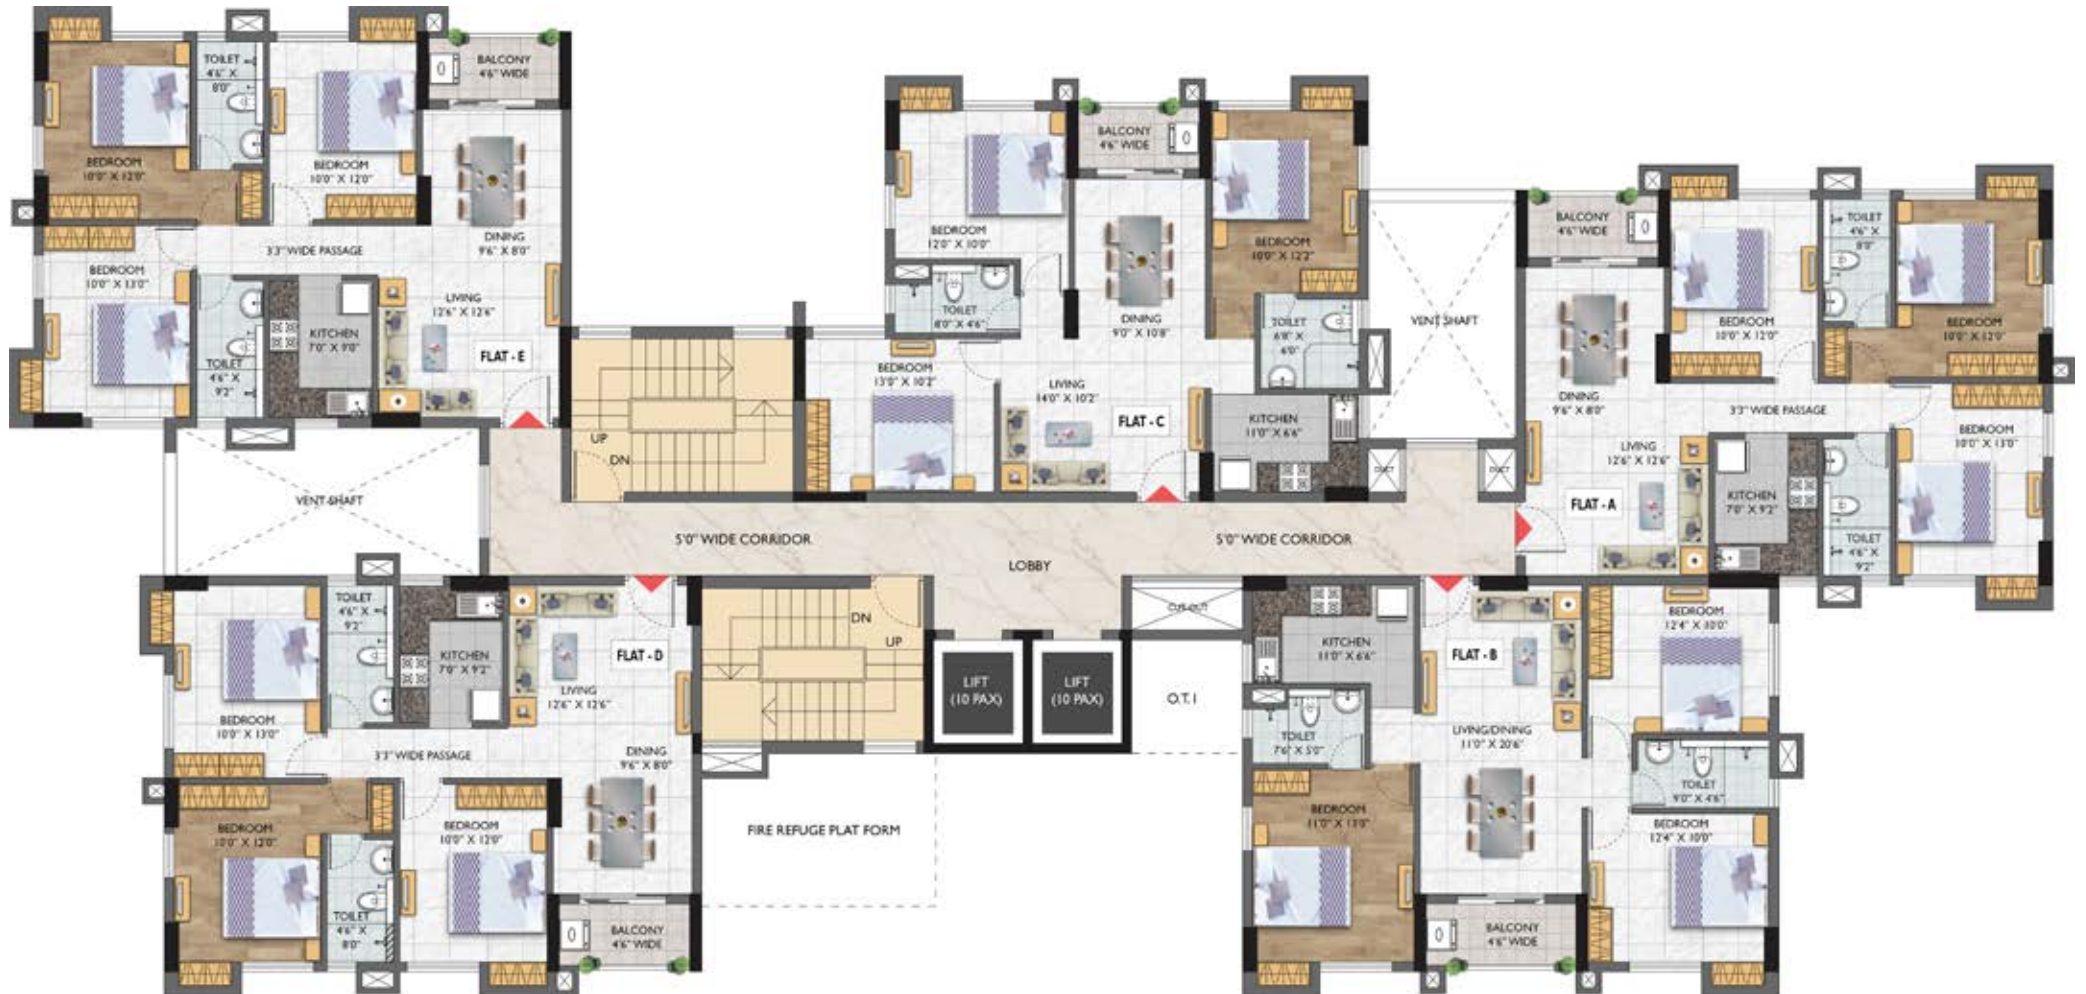 TOILET
4'6" X
8'0"
BALCONY
4'6" WIDE
BEDROOM
10'0" X 12'0"
BEDROOM
10'0" X 12'0"
DINING
9'6" X 8'0"
3'3" WIDE PASSAGE
BEDROOM
10'0" X 13'0"
LIVING
12'6" X 12'6"
KITCHEN
7'0" X 9'0"
TOILET
4'6" X
9'2"
FLAT - E
UP
DN
VENT SHAFT
BALCONY
4'6" WIDE
BEDROOM
12'0" X 10'0"
BEDROOM
10'0" X 12'2"
TOILET
8'0" X 4'6"
DINING
9'0" X 10'8"
TOILET
6'8" X
6'0"
BEDROOM
13'0" X 10'2"
LIVING
14'0" X 10'2"
FLAT - C
KITCHEN
11'0" X 6'6"
VENT SHAFT
DUCT
DUCT
BALCONY
4'6" WIDE
TOILET
4'6" X
8'0"
BEDROOM
10'0" X 12'0"
BEDROOM
10'0" X 12'0"
DINING
9'6" X 8'0"
3'3" WIDE PASSAGE
BEDROOM
10'0" X 13'0"
LIVING
12'6" X 12'6"
FLAT - A
KITCHEN
7'0" X 9'2"
TOILET
4'6" X
9'2"
5'0" WIDE CORRIDOR
LOBBY
5'0" WIDE CORRIDOR
TOILET
4'6" X
9'2"
KITCHEN
7'0" X 9'2"
FLAT - D
LIVING
12'6" X 12'6"
BEDROOM
10'0" X 13'0"
3'3" WIDE PASSAGE
DINING
9'6" X 8'0"
BEDROOM
10'0" X 12'0"
BEDROOM
10'0" X 12'0"
TOILET
4'6" X
8'0"
BALCONY
4'6" WIDE
DN
UP
LIFT
(10 PAX)
LIFT
(10 PAX)
CUT OUT
O.T.1
FIRE REFUGE PLAT FORM
KITCHEN
11'0" X 6'6"
FLAT - B
BEDROOM
12'4" X 10'0"
TOILET
7'6" X 5'0"
LIVING/DINING
11'0" X 20'6"
TOILET
9'0" X 4'6"
BEDROOM
11'0" X 13'0"
BEDROOM
12'4" X 10'0"
BALCONY
4'6" WIDE